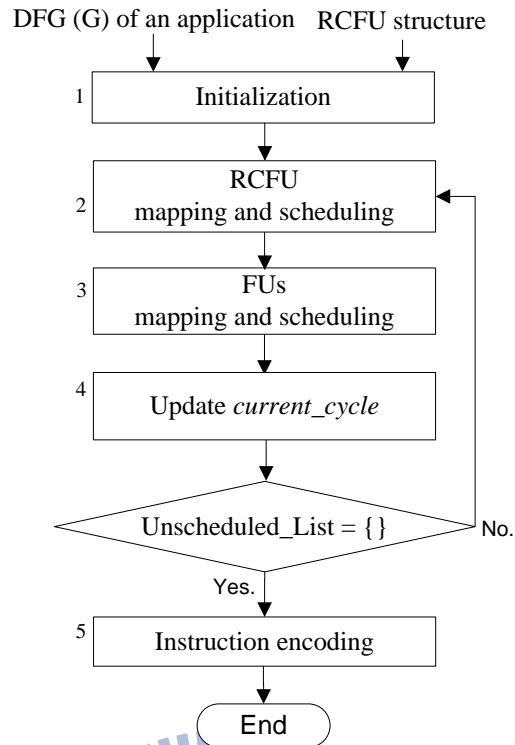 DFG (G) of an application
RCFU structure
1
Initialization
2
RCFU
mapping and scheduling
3
FUs
mapping and scheduling
4
Update current_cycle
Unscheduled_List = {}
No.
Yes.
5
Instruction encoding
End